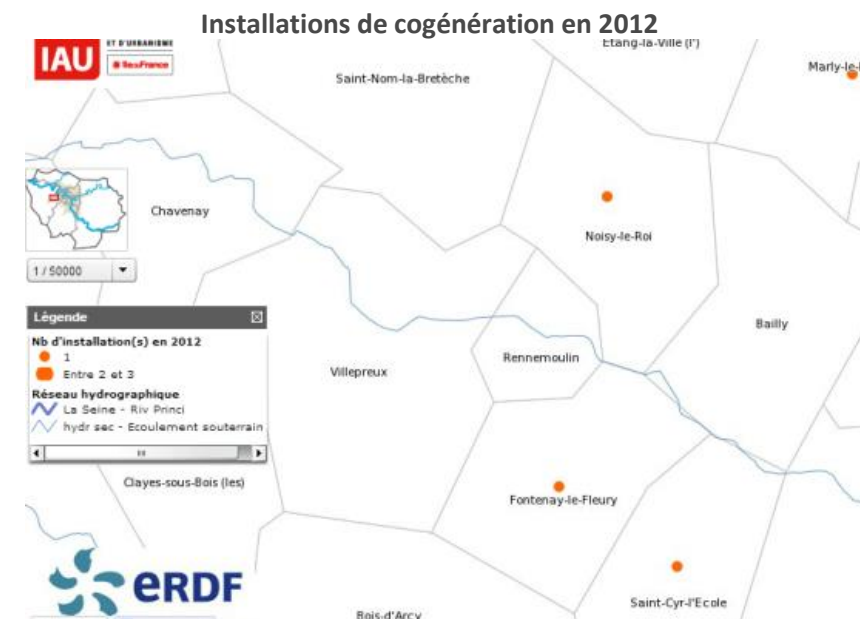 Installations de cogénération en 2012
IAU
ET D'URBANISME
îledeFrance
Etang-la-Ville (l')
Saint-Nom-la-Bretèche
Marly-le-
Chavenay
Noisy-le-Roi
1 / 50000
Légende
Nb d'installation(s) en 2012
1
Entre 2 et 3
Réseau hydrographique
La Seine - Riv Princi
hydr sec - Ecoulement souterrain
Bailly
Rennemoulin
Villepreux
Clayes-sous-Bois (les)
Fontenay-le-Fleury
eRDF
Saint-Cyr-l'Ecole
Bois-d'Arcy